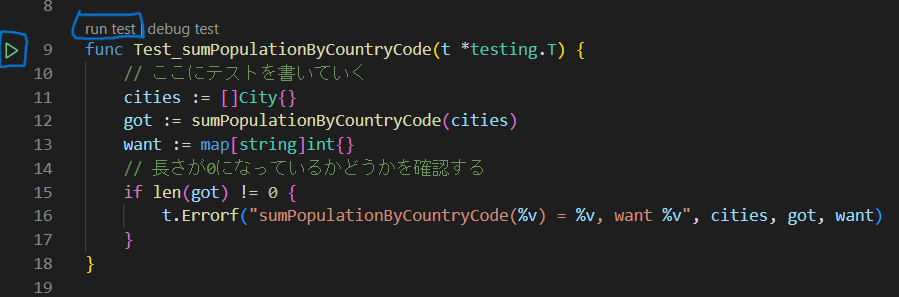 8
run test | debug test
9 func Test_sumPopulationByCountryCode(t *testing.T) {
10 // ここにテストを書いていく
11 cities := []City{}
12 got := sumPopulationByCountryCode(cities)
13 want := map[string]int{}
14 // 長さが0になっているかどうかを確認する
15 if len(got) != 0 {
16 t.Errorf("sumPopulationByCountryCode(%v) = %v, want %v", cities, got, want)
17 }
18 }
19